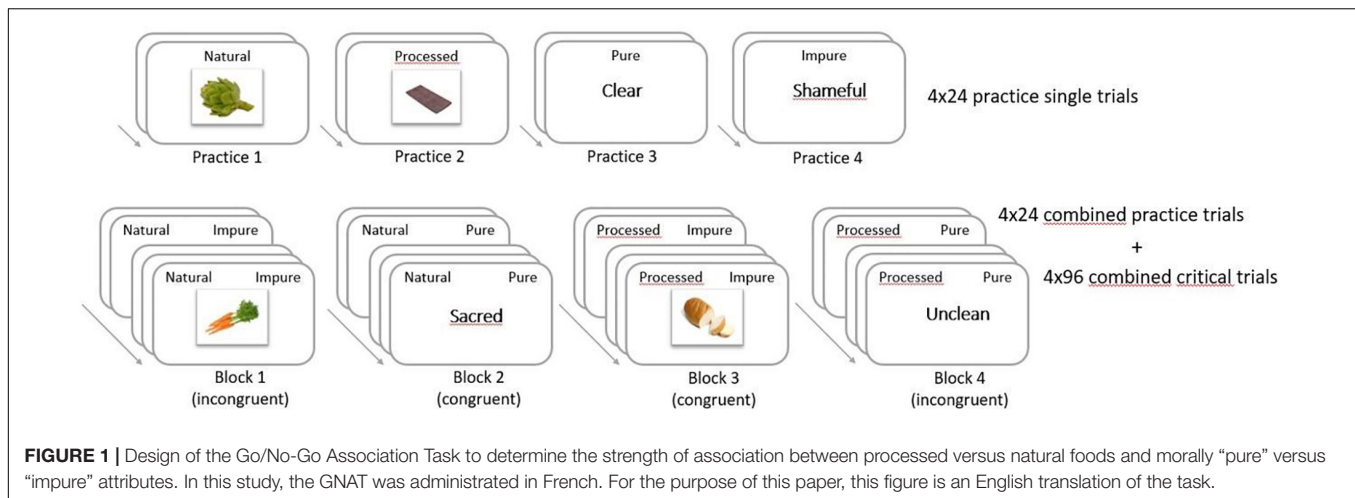 Natural
Processed
Pure
Clear
Impure
Shameful
4x24 practice single trials
Practice 1
Practice 2
Practice 3
Practice 4
Natural Impure
Natural Impure
Block 1
(incongruent)
Natural Pure
Natural Pure
Sacred
Block 2
(congruent)
Processed Impure
Processed Impure
Block 3
(congruent)
Processed Pure
Processed Pure
Unclean
Block 4
(incongruent)
4x24 combined practice trials
+
4x96 combined critical trials
FIGURE 1 | Design of the Go/No-Go Association Task to determine the strength of association between processed versus natural foods and morally “pure” versus
“impure” attributes. In this study, the GNAT was administrated in French. For the purpose of this paper, this figure is an English translation of the task.